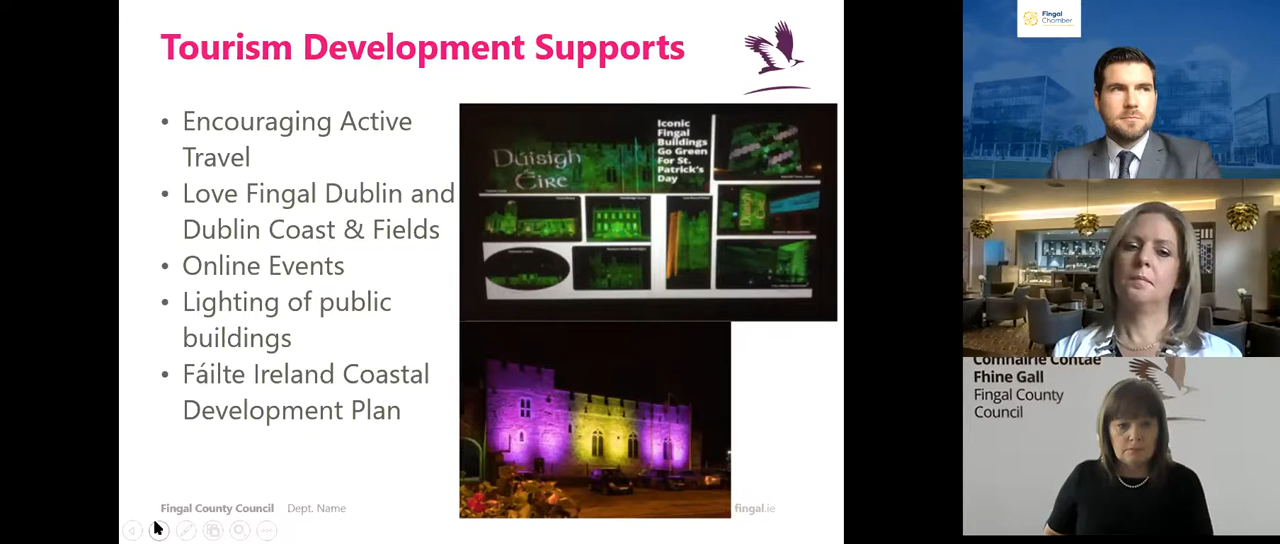 Tourism Development Supports
• Encouraging Active
Travel
• Love Fingal Dublin and
Dublin Coast & Fields
• Online Events
• Lighting of public
buildings
• Fáilte Ireland Coastal
Development Plan
Iconic
Fingal
Buildings
Go Green
For St.
Patrick's
Day
Dúisigh
Éire
Dúisigh
Éire
Fingal County Council Dept. Name
fingal.ie
Fingal
Chamber
Comhairle Contae
Fhine Gall
Fingal County
Council